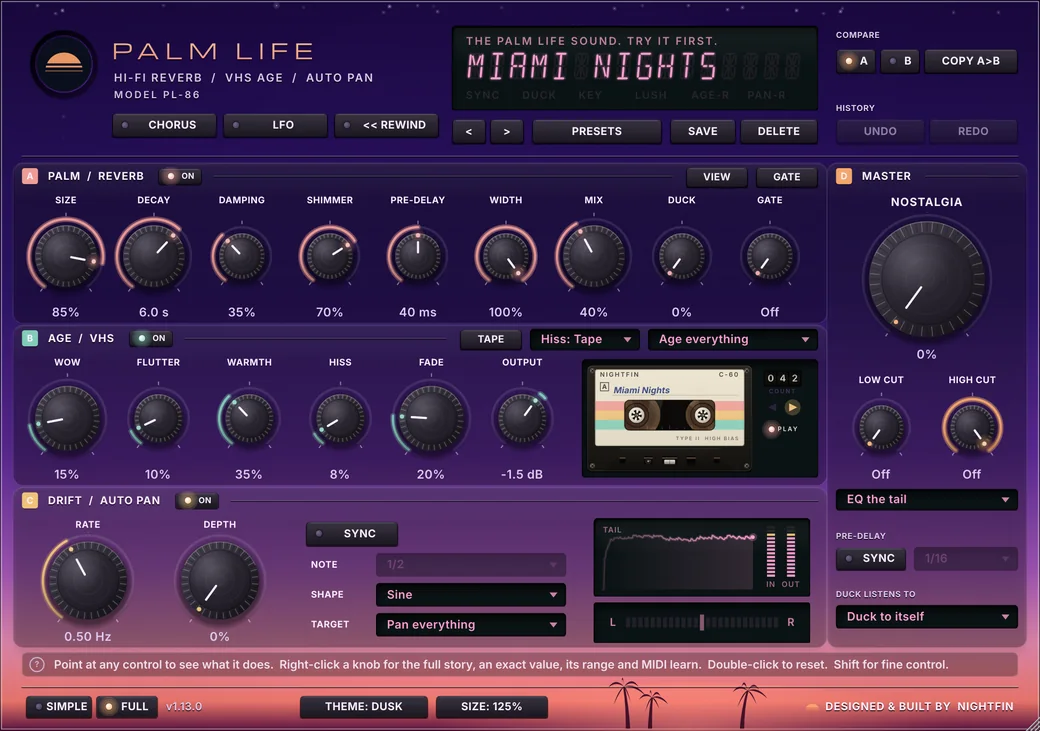 PALM LIFE
HI-FI REVERB / VHS AGE / AUTO PAN
MODEL PL-86
CHORUS LFO << REWIND
THE PALM LIFE SOUND. TRY IT FIRST.
MIAMI NIGHTS
SYNC DUCK KEY LUSH AGE-R PAN-R
< > PRESETS SAVE DELETE
COMPARE
A B COPY A>B
HISTORY
UNDO REDO
A PALM / REVERB ON VIEW GATE
SIZE DECAY DAMPING SHIMMER PRE-DELAY WIDTH MIX DUCK GATE
85% 6.0 s 35% 70% 40 ms 100% 40% 0% Off
B AGE / VHS ON TAPE Hiss: Tape Age everything
WOW FLUTTER WARMTH HISS FADE OUTPUT
15% 10% 35% 8% 20% -1.5 dB
NIGHTFIN C-60
A Miami Nights
TYPE II HIGH BIAS
0 4 2
COUNT
PLAY
C DRIFT / AUTO PAN ON
RATE DEPTH
0.50 Hz 0%
SYNC
NOTE 1/2
SHAPE Sine
TARGET Pan everything
TAIL
IN OUT
L R
D MASTER
NOSTALGIA
0%
LOW CUT HIGH CUT
Off Off
EQ the tail
PRE-DELAY
SYNC 1/16
DUCK LISTENS TO
Duck to itself
? Point at any control to see what it does. Right-click a knob for the full story, an exact value, its range and MIDI learn. Double-click to reset. Shift for fine control.
SIMPLE FULL v1.13.0 THEME: DUSK SIZE: 125% DESIGNED & BUILT BY NIGHTFIN